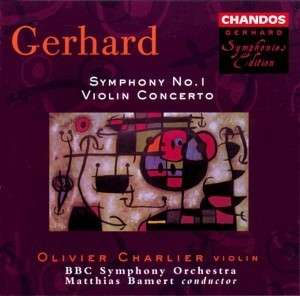 CHANDOS
GERHARD
Symphonies
Edition
Gerhard
SYMPHONY NO.1
VIOLIN CONCERTO
OLIVIER CHARLIER VIOLIN
BBC Symphony Orchestra
Matthias Bamert conductor